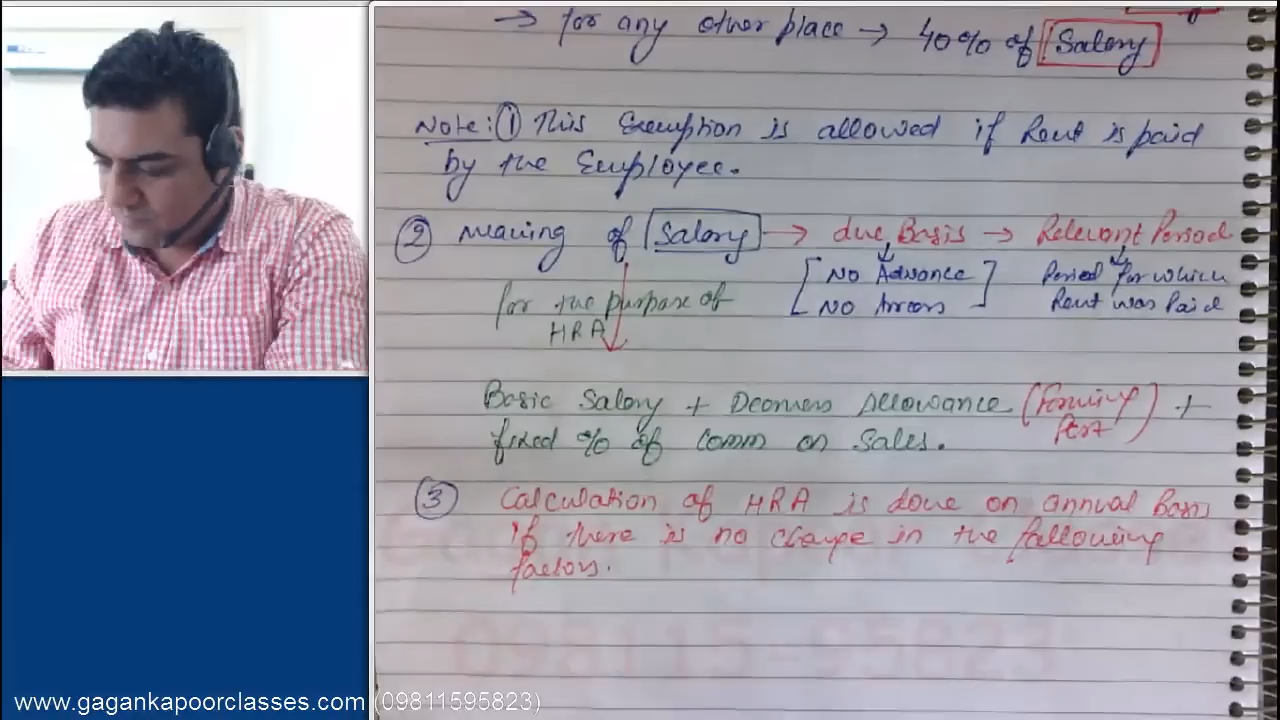 → for any other place → 40% of Salary
Note: ① This Exemption is allowed if Rent is paid
by the Employee.
② Meaning of Salary → due Basis → Relevant Period
[ No Advance ] Period for which
[ No Arrears ] Rent was Paid
for the purpose of
HRA
Basic Salary + Dearness Allowance (Forming Part) +
fixed % of Comm on Sales.
③ Calculation of HRA is done on annual Basis
if there is no change in the following
factors.
098115-95823
www.gagankapoorclasses.com (09811595823)